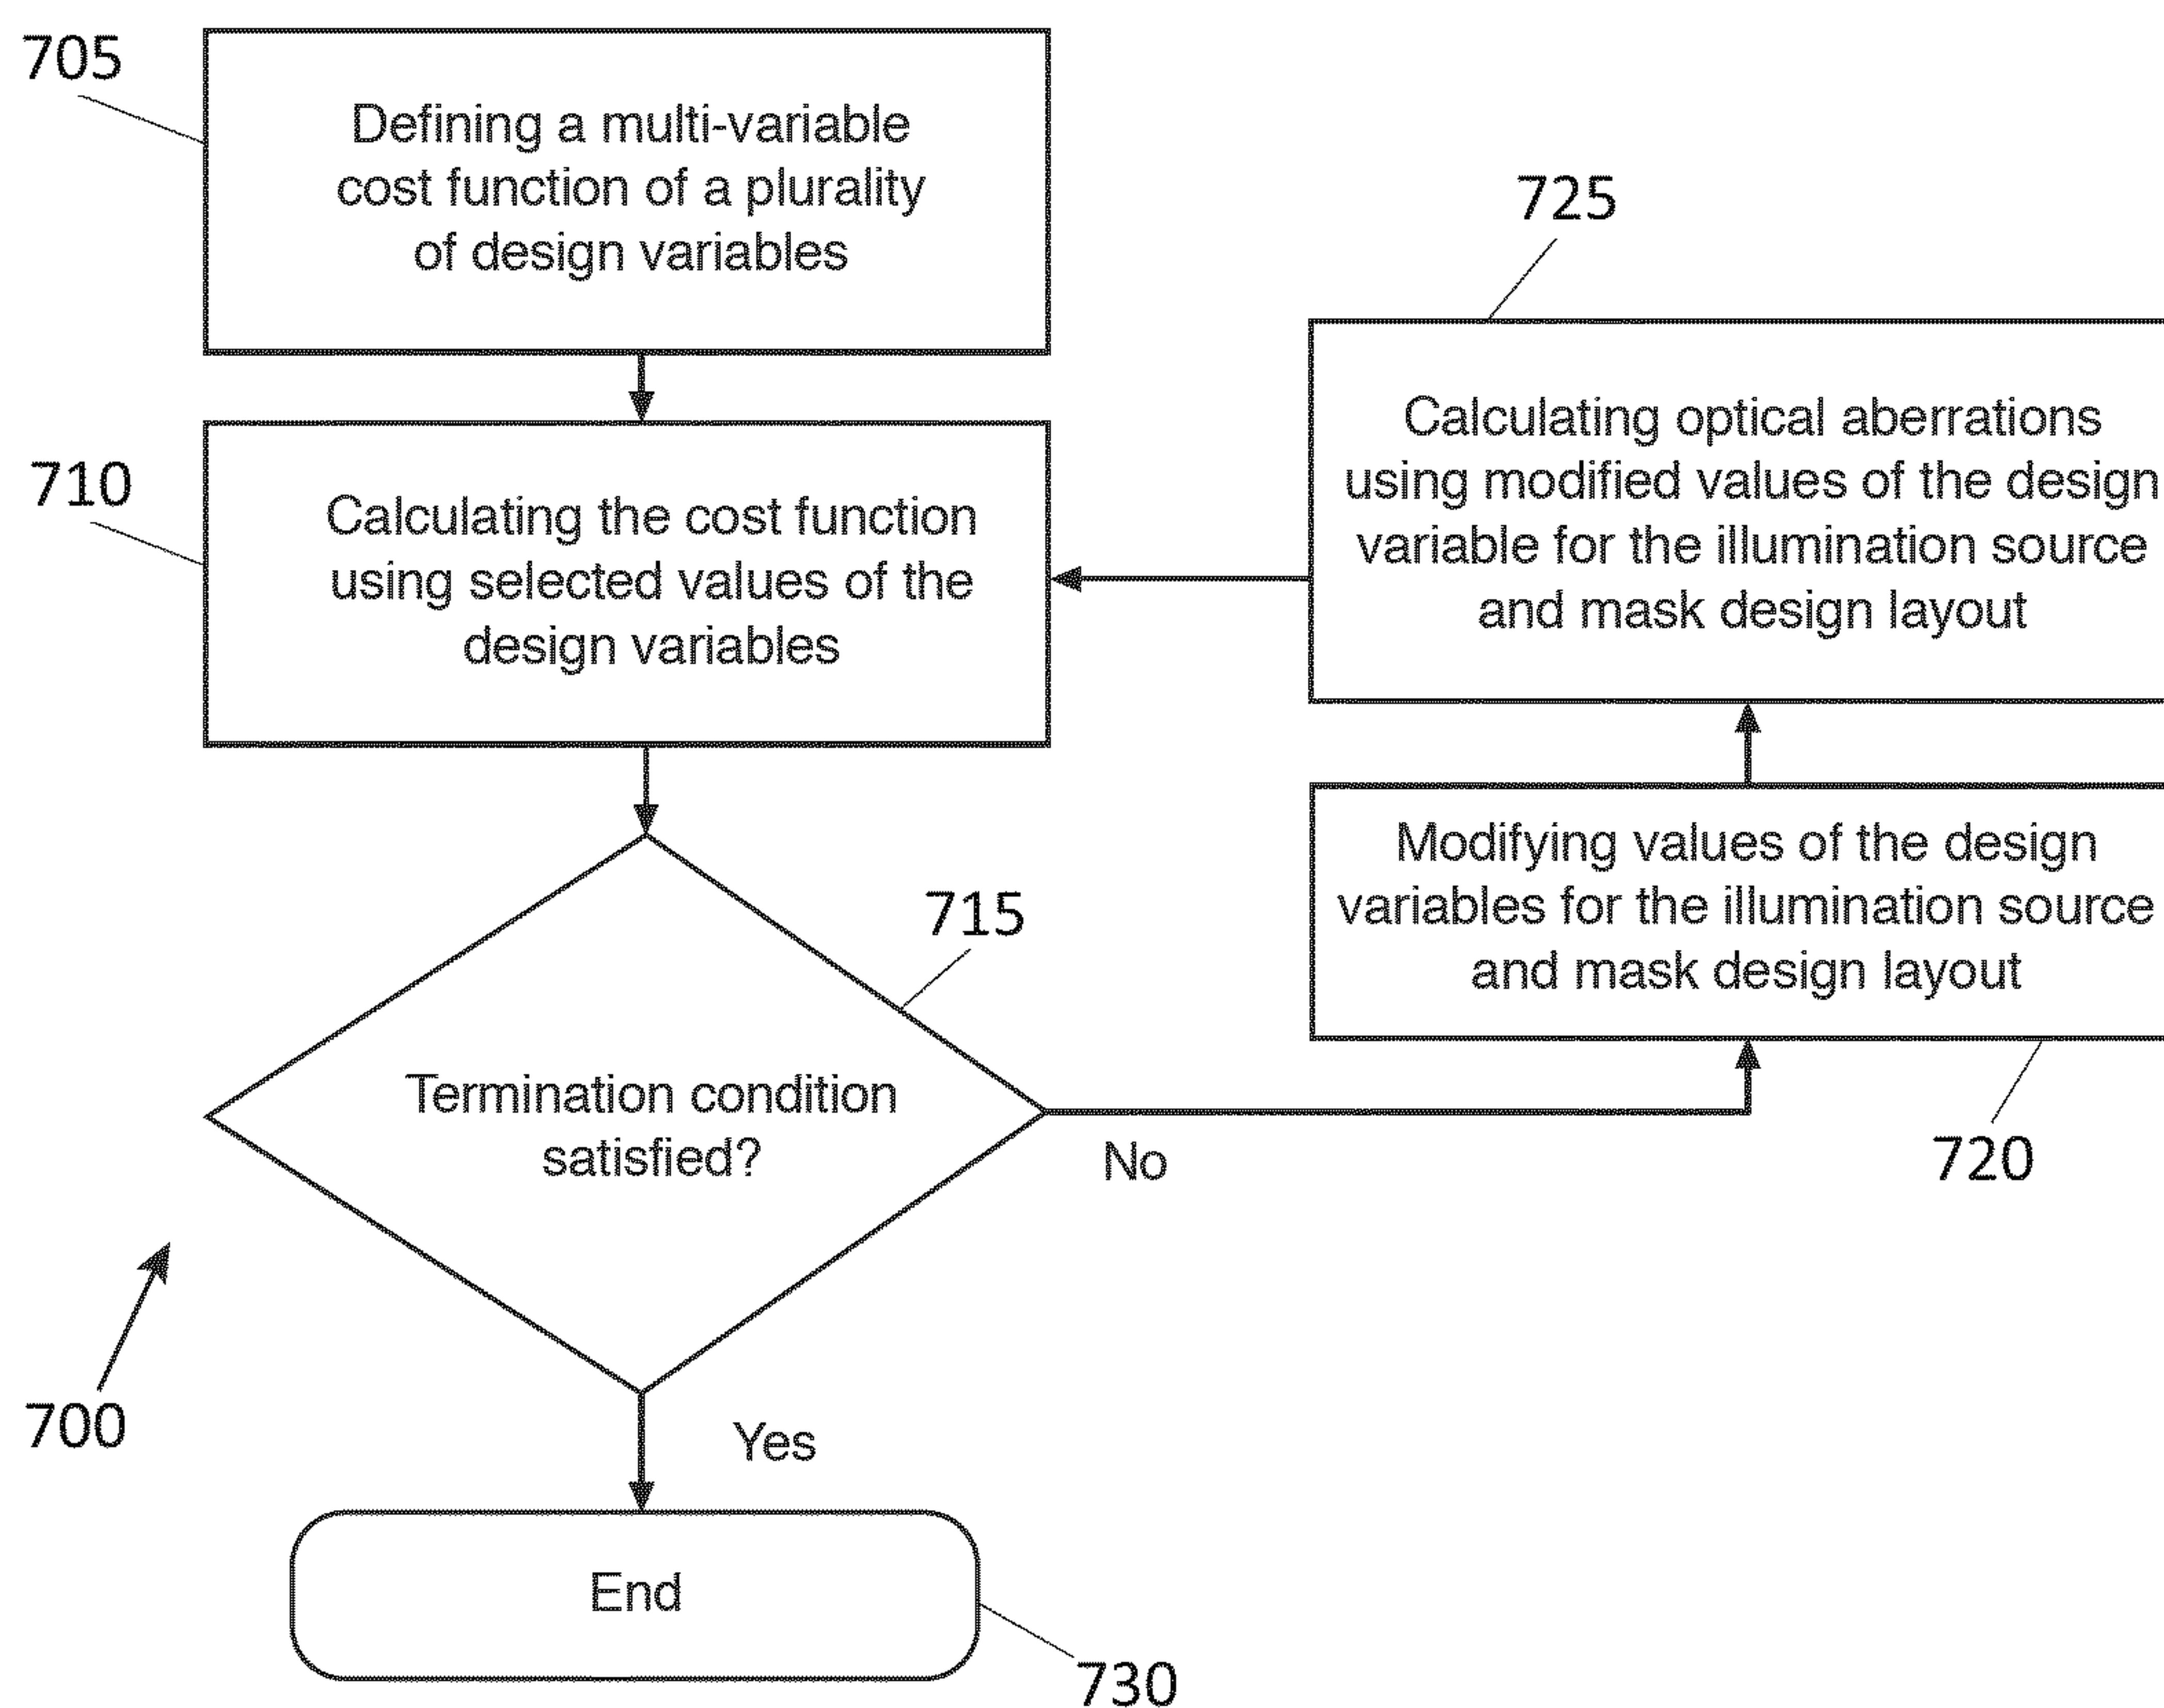 705
Defining a multi-variable
cost function of a plurality
of design variables
710
Calculating the cost function
using selected values of the
design variables
715
Termination condition
satisfied?
No
Yes
700
End
730
725
Calculating optical aberrations
using modified values of the design
variable for the illumination source
and mask design layout
Modifying values of the design
variables for the illumination source
and mask design layout
720